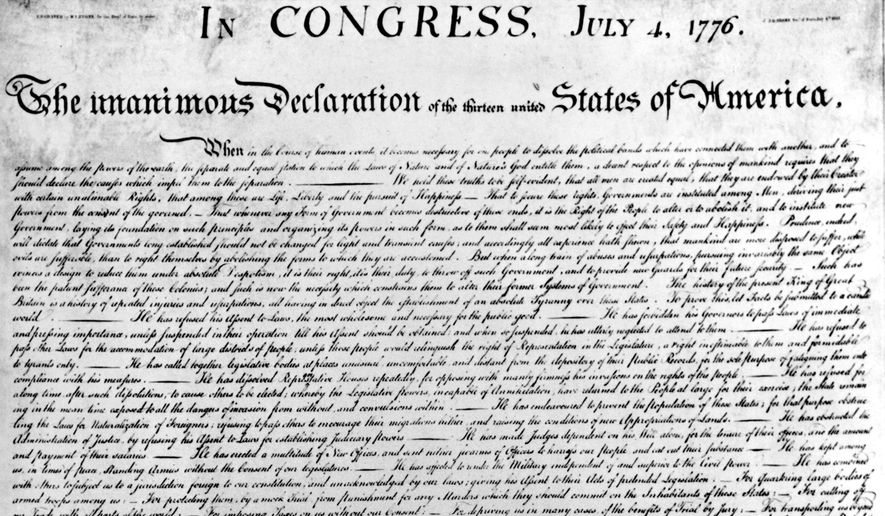 ENGRAVED by W.I.STONE, for the Dept. of State, by order
In CONGRESS, July 4, 1776.
The unanimous Declaration of the thirteen united States of America,
When in the Course of human events it becomes necessary for one people to dissolve the political bands which have connected them with another, and to
assume among the powers of the earth, the separate and equal station to which the Laws of Nature and of Nature's God entitle them, a decent respect to the opinions of mankind requires that they
should declare the causes which impel them to the separation. — We hold these truths to be self-evident, that all men are created equal, that they are endowed by their Creator
with certain unalienable Rights, that among these are Life, Liberty and the pursuit of Happiness — That to secure these rights, Governments are instituted among Men, deriving their just
powers from the consent of the governed, — That whenever any Form of Government becomes destructive of these ends, it is the Right of the People to alter or to abolish it, and to institute new
Government, laying its foundation on such principles and organizing its powers in such form, as to them shall seem most likely to effect their Safety and Happiness. Prudence, indeed,
will dictate that Governments long established should not be changed for light and transient causes; and accordingly all experience hath shewn, that mankind are more disposed to suffer, while
evils are sufferable, than to right themselves by abolishing the forms to which they are accustomed. But when a long train of abuses and usurpations, pursuing invariably the same Object
evinces a design to reduce them under absolute Despotism, it is their right, it is their duty, to throw off such Government, and to provide new Guards for their future security. — Such has
been the patient sufferance of these Colonies; and such is now the necessity which constrains them to alter their former Systems of Government. The history of the present King of Great
Britain is a history of repeated injuries and usurpations, all having in direct object the establishment of an absolute Tyranny over these States. To prove this, let Facts be submitted to a candid
world. — He has refused his Assent to Laws, the most wholesome and necessary for the public good. — He has forbidden his Governors to pass Laws of immediate
and pressing importance, unless suspended in their operation till his Assent should be obtained; and when so suspended, he has utterly neglected to attend to them. — He has refused to
pass other Laws for the accommodation of large districts of people, unless those people would relinquish the right of Representation in the Legislature, a right inestimable to them and formidable
to tyrants only. — He has called together legislative bodies at places unusual, uncomfortable, and distant from the depository of their public Records, for the sole purpose of fatiguing them into
compliance with his measures. — He has dissolved Representative Houses repeatedly, for opposing with manly firmness his invasions on the rights of the people. — He has refused for
a long time after such dissolutions, to cause others to be elected; whereby the Legislative powers, incapable of Annihilation, have returned to the People at large for their exercise; the State remain
ing in the mean time exposed to all the dangers of invasion from without, and convulsions within. — He has endeavoured to prevent the Population of these States; for that purpose obstruc
ting the Laws for Naturalization of Foreigners; refusing to pass others to encourage their migrations hither, and raising the conditions of new Appropriations of Lands. — He has obstructed the
Administration of Justice, by refusing his Assent to Laws for establishing Judiciary powers. — He has made Judges dependent on his Will alone, for the tenure of their offices, and the amount
and payment of their salaries. — He has erected a multitude of New Offices, and sent hither swarms of Officers to harrass our people and eat out their substance. — He has kept among
us, in times of peace, Standing Armies without the Consent of our legislatures. — He has affected to render the Military independent of and superior to the Civil power. — He has combined
with others to subject us to a jurisdiction foreign to our constitution, and unacknowledged by our laws; giving his Assent to their Acts of pretended Legislation: — For Quartering large bodies of
armed troops among us: — For protecting them, by a mock Trial, from punishment for any Murders which they should commit on the Inhabitants of these States: — For cutting off
our Trade with all parts of the world: — For imposing Taxes on us without our Consent: — For depriving us in many cases, of the benefits of Trial by Jury: — For transporting us beyond